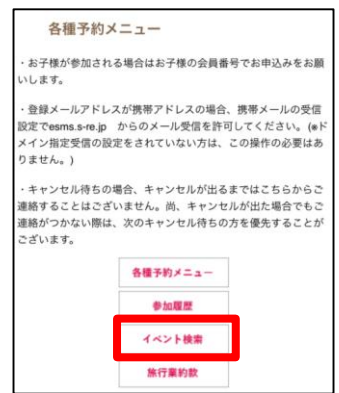 各種予約メニュー
・お子様が参加される場合はお子様の会員番号でお申込みをお願
いします。
・登録メールアドレスが携帯アドレスの場合、携帯メールの受信
設定でesms.s-re.jp　からのメール受信を許可してください。(※ド
メイン指定受信の設定をされていない方は、この操作の必要はあ
りません。)
・キャンセル待ちの場合、キャンセルが出るまではこちらからご
連絡することはございません。尚、キャンセルが出た場合でもご
連絡がつかない際は、次のキャンセル待ちの方を優先することが
ございます。
各種予約メニュー
参加履歴
イベント検索
旅行業約款